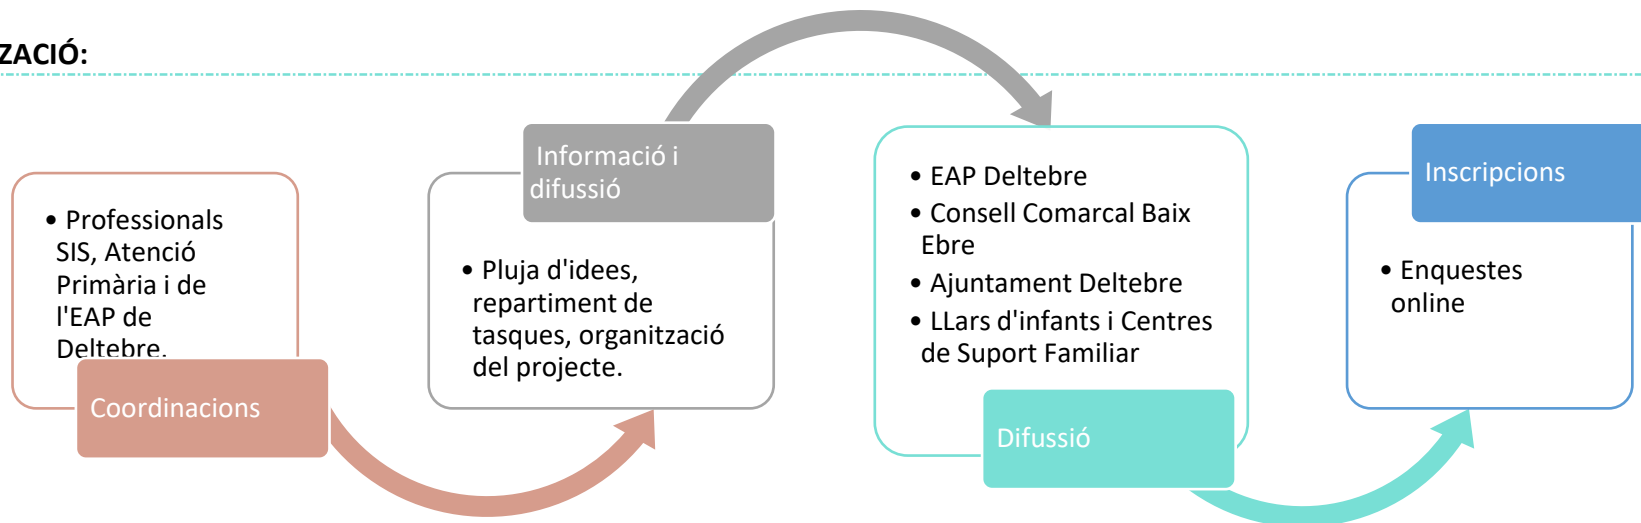 ZACIÓ:
• Professionals
SIS, Atenció
Primària i de
l'EAP de
Deltebre.
Coordinacions
Informació i
difussió
• Pluja d'idees,
repartiment de
tasques, organització
del projecte.
• EAP Deltebre
• Consell Comarcal Baix
Ebre
• Ajuntament Deltebre
• LLars d'infants i Centres
de Suport Familiar
Difussió
Inscripcions
• Enquestes
online